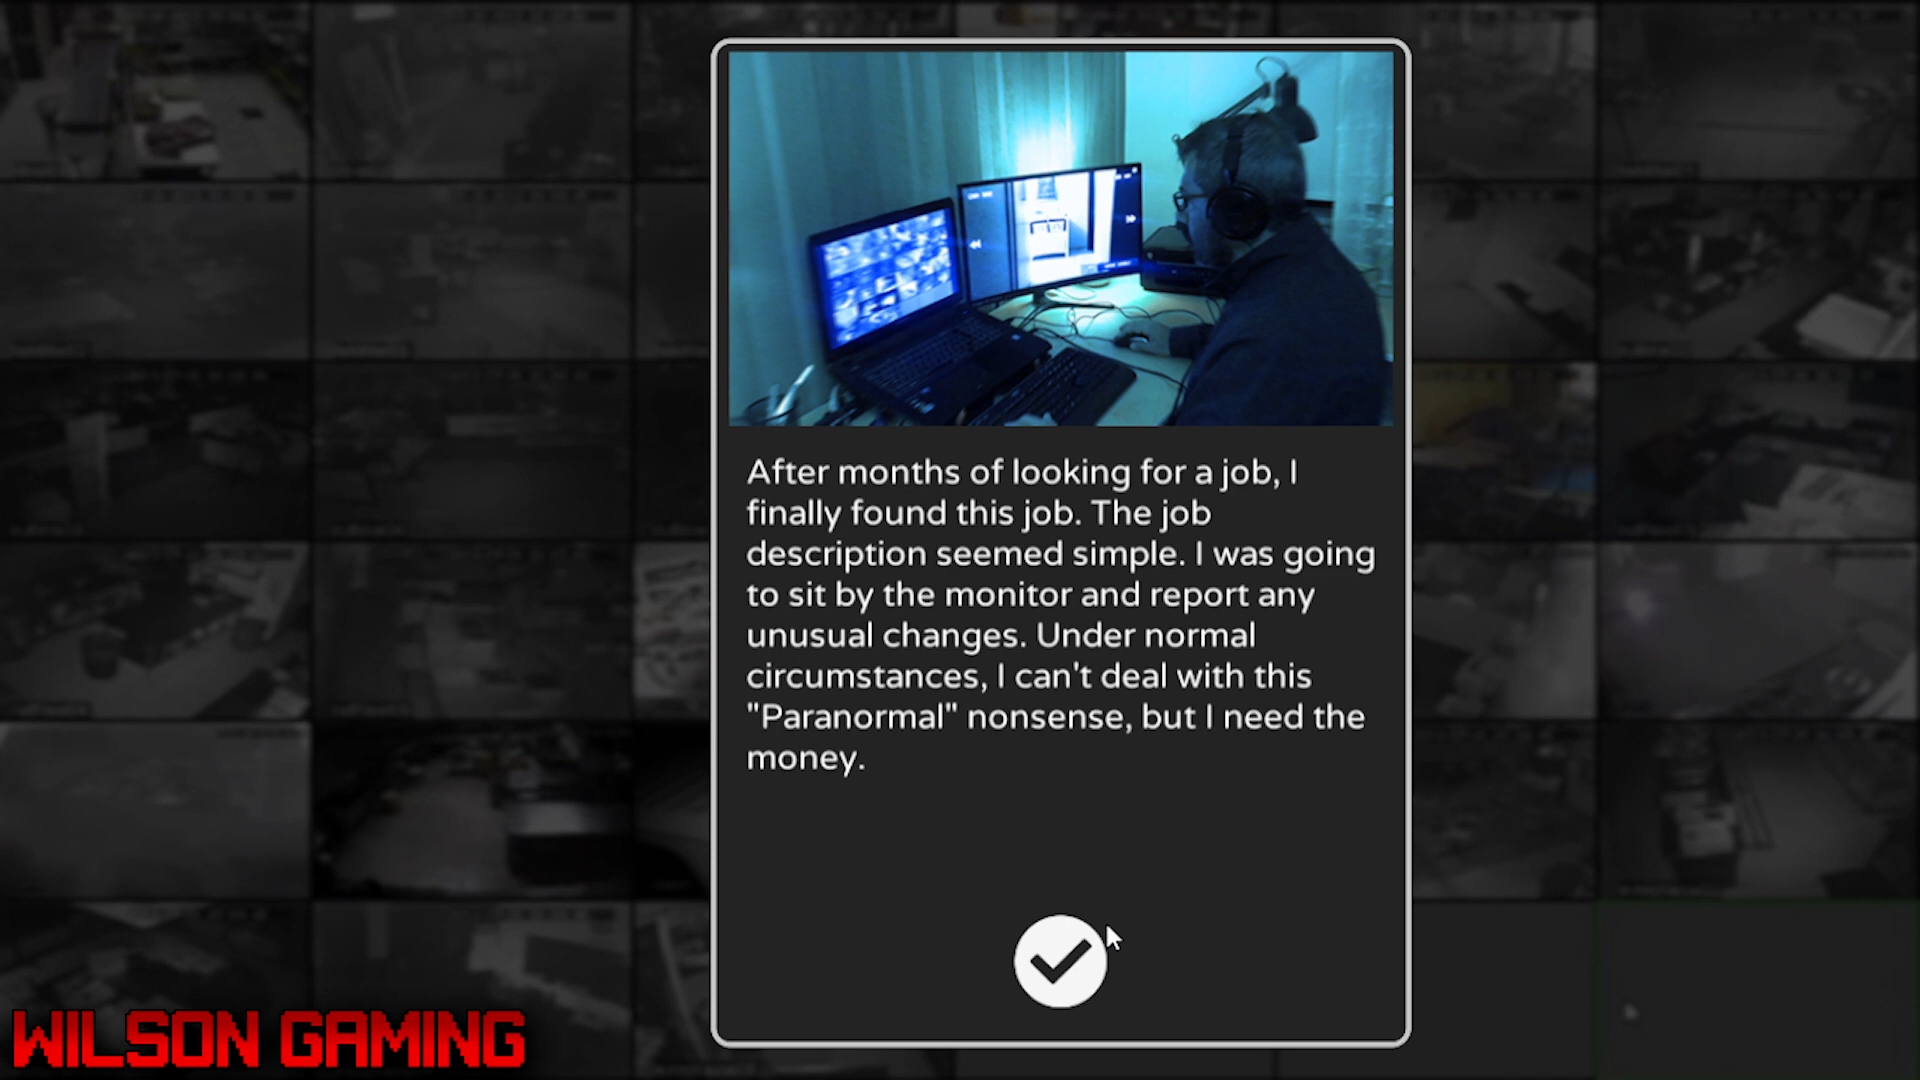 After months of looking for a job, I
finally found this job. The job
description seemed simple. I was going
to sit by the monitor and report any
unusual changes. Under normal
circumstances, I can't deal with this
"Paranormal" nonsense, but I need the
money.
WILSON GAMING